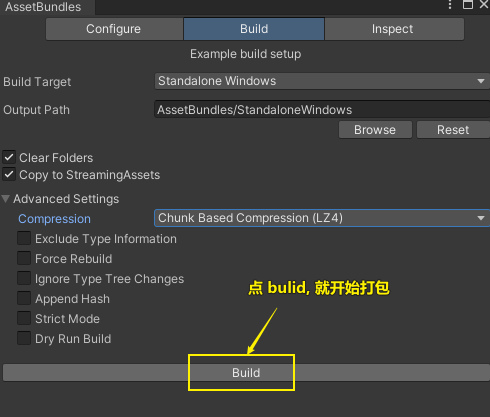 AssetBundles
Configure Build Inspect
Example build setup
Build Target Standalone Windows
Output Path AssetBundles/StandaloneWindows
Browse Reset
Clear Folders
Copy to StreamingAssets
Advanced Settings
Compression Chunk Based Compression (LZ4)
Exclude Type Information
Force Rebuild
Ignore Type Tree Changes
Append Hash
Strict Mode
Dry Run Build
点 bulid, 就开始打包
Build